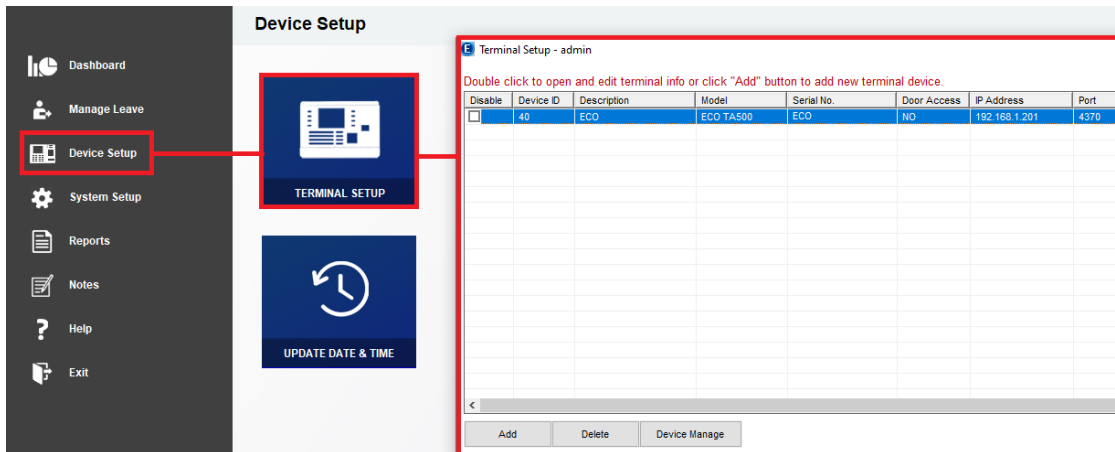 Device Setup
Dashboard
Manage Leave
Device Setup
System Setup
Reports
Notes
Help
Exit
TERMINAL SETUP
UPDATE DATE & TIME
E Terminal Setup - admin
Double click to open and edit terminal info or click "Add" button to add new terminal device.
Disable Device ID Description Model Serial No. Door Access IP Address Port
40 ECO ECO TA500 ECO NO 192.168.1.201 4370
Add Delete Device Manage